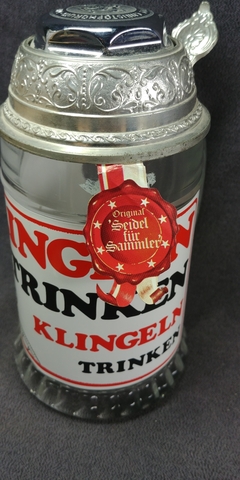 Original
Seidel
für
Sammler
INGELN
TRINKEN
KLINGELN
TRINKEN